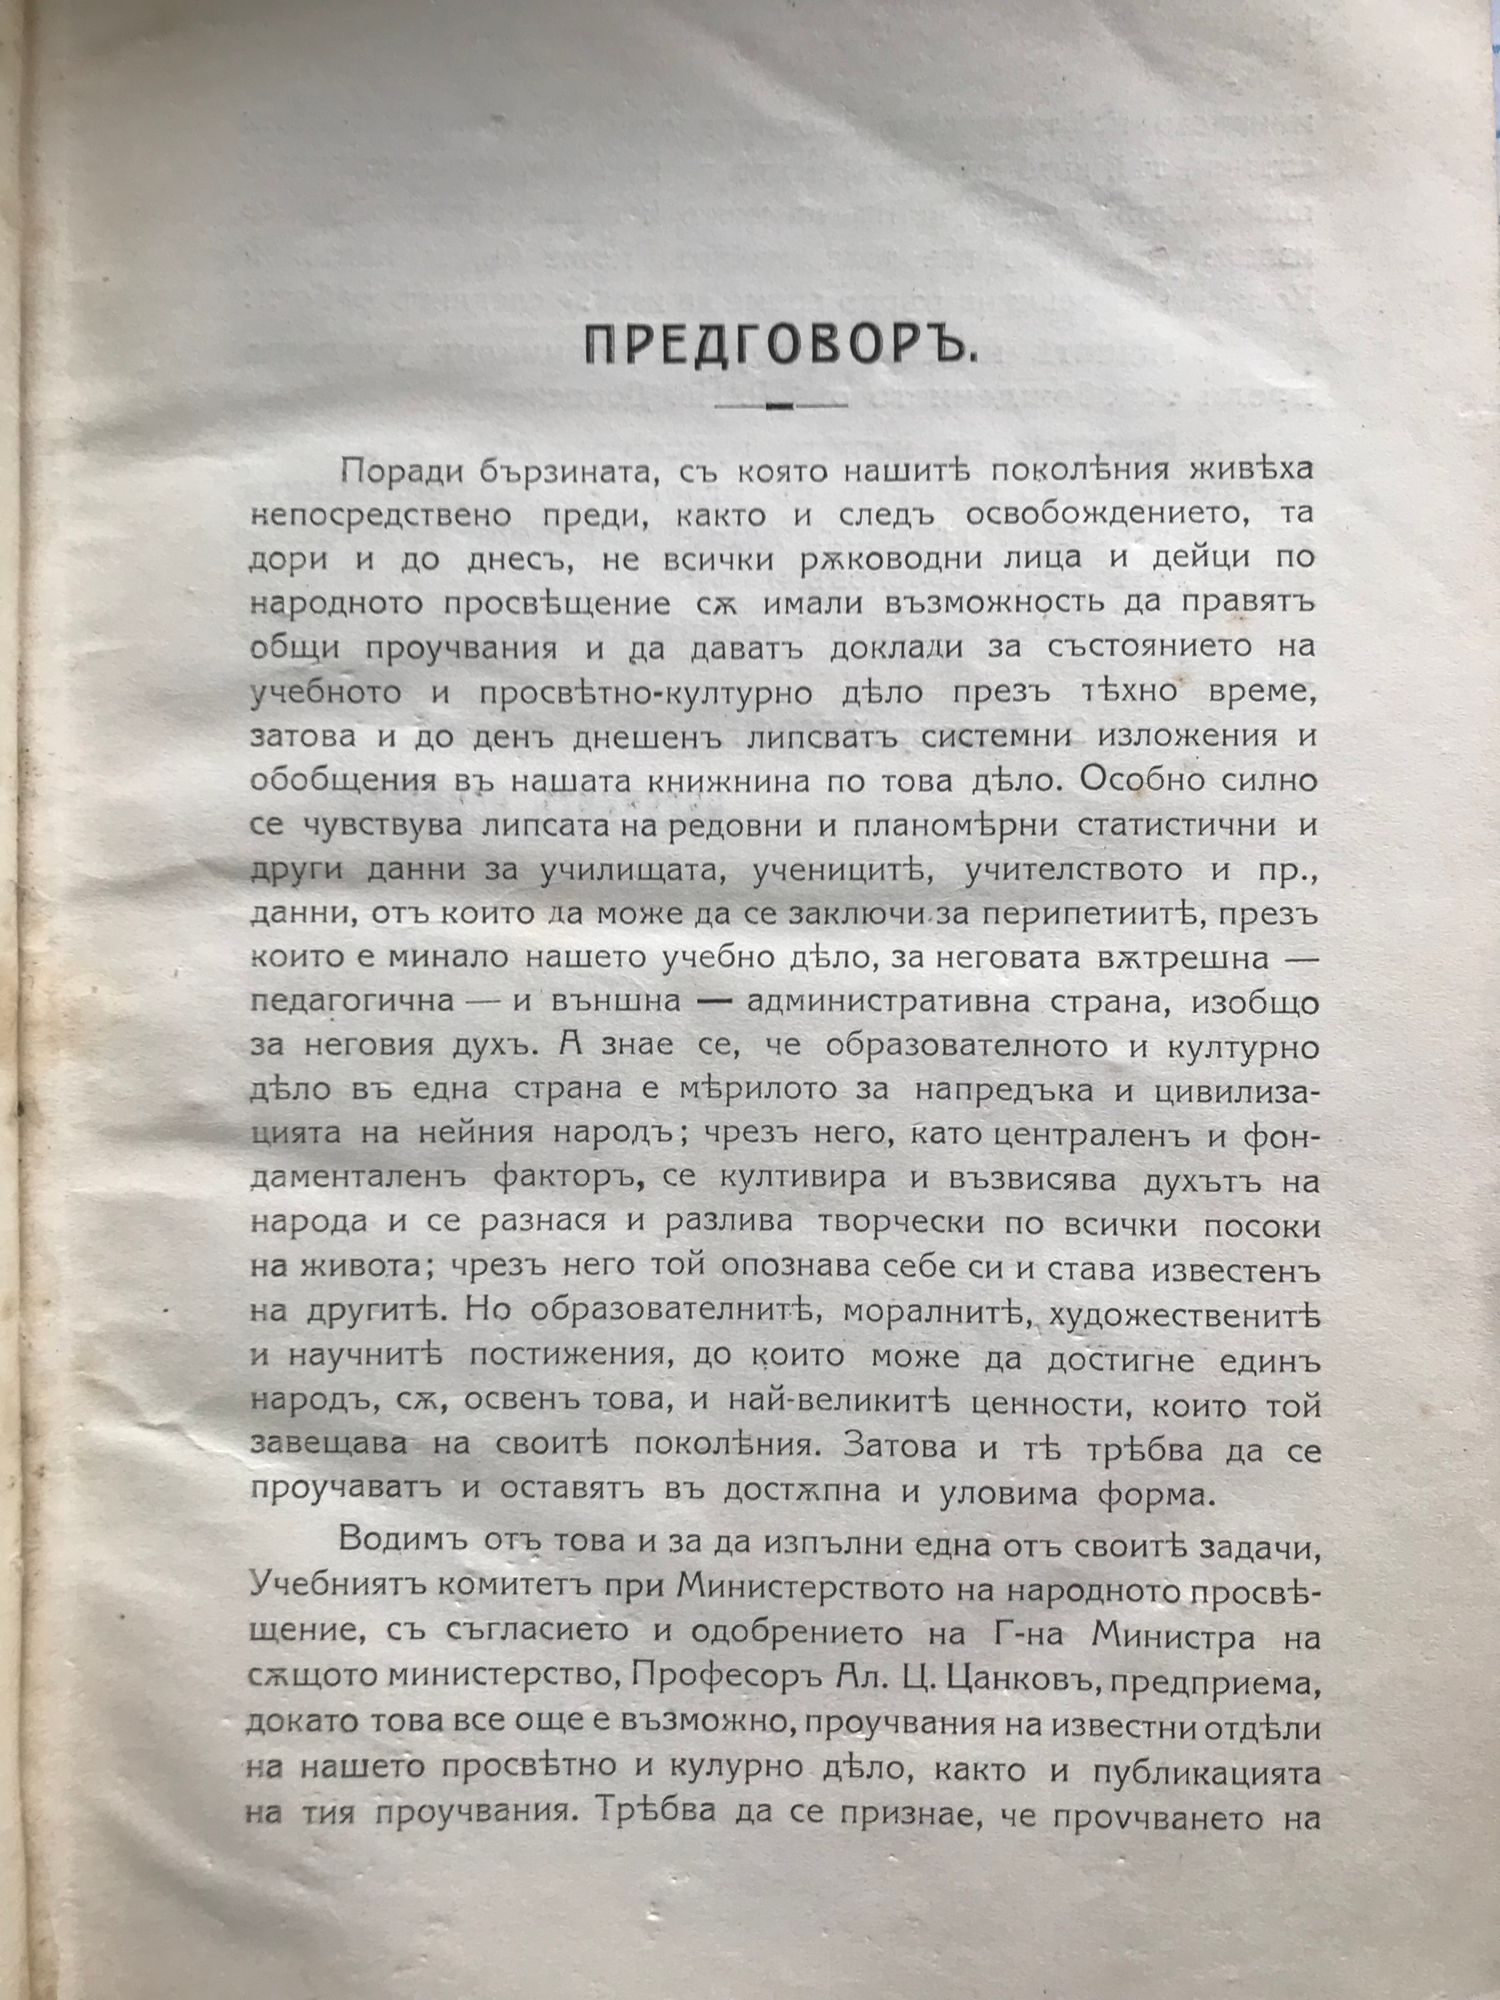 ПРЕДГОВОРЪ.
Поради бързината, съ която нашитѣ поколѣния живѣха
непосредствено преди, както и следъ освобождението, та
дори и до днесъ, не всички рѫководни лица и дейци по
народното просвѣщение сѫ имали възможность да правятъ
общи проучвания и да даватъ доклади за състоянието на
учебното и просвѣтно-културно дѣло презъ тѣхно време,
затова и до день днешенъ липсватъ системни изложения и
обобщения въ нашата книжнина по това дѣло. Особно силно
се чувствува липсата на редовни и планомѣрни статистични и
други данни за училищата, ученицитѣ, учителството и пр.,
данни, отъ които да може да се заключи за перипетиитѣ, презъ
които е минало нашето учебно дѣло, за неговата вѫтрешна —
педагогична — и външна — административна страна, изобщо
за неговия духъ. А знае се, че образователното и културно
дѣло въ една страна е мѣрилото за напредъка и цивилиза-
цията на нейния народъ; чрезъ него, като централенъ и фон-
даменталенъ факторъ, се култивира и възвисява духътъ на
народа и се разнася и разлива творчески по всички посоки
на живота; чрезъ него той опознава себе си и става известенъ
на другитѣ. Но образователнитѣ, моралнитѣ, художественитѣ
и научнитѣ постижения, до които може да достигне единъ
народъ, сѫ, освенъ това, и най-великитѣ ценности, които той
завещава на своитѣ поколѣния. Затова и тѣ трѣбва да се
проучаватъ и оставятъ въ достѫпна и уловима форма.
Водимъ отъ това и за да изпълни една отъ своитѣ задачи,
Учебниятъ комитетъ при Министерството на народното просвѣ-
щение, съ съгласието и одобрението на Г-на Министра на
сѫщото министерство, Професоръ Ал. Ц. Цанковъ, предприема,
докато това все още е възможно, проучвания на известни отдѣли
на нашето просвѣтно и кулурно дѣло, както и публикацията
на тия проучвания. Трѣбва да се признае, че проучването на